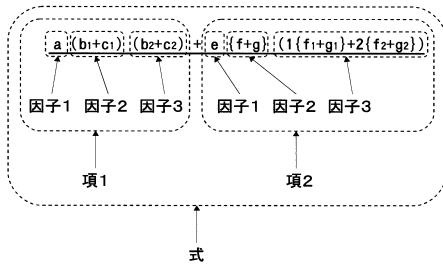 a(b₁+c₁)(b₂+c₂)+e{f+g}(1{f₁+g₁}+2{f₂+g₂})
因子1 因子2 因子3 因子1 因子2 因子3
項1 項2
式